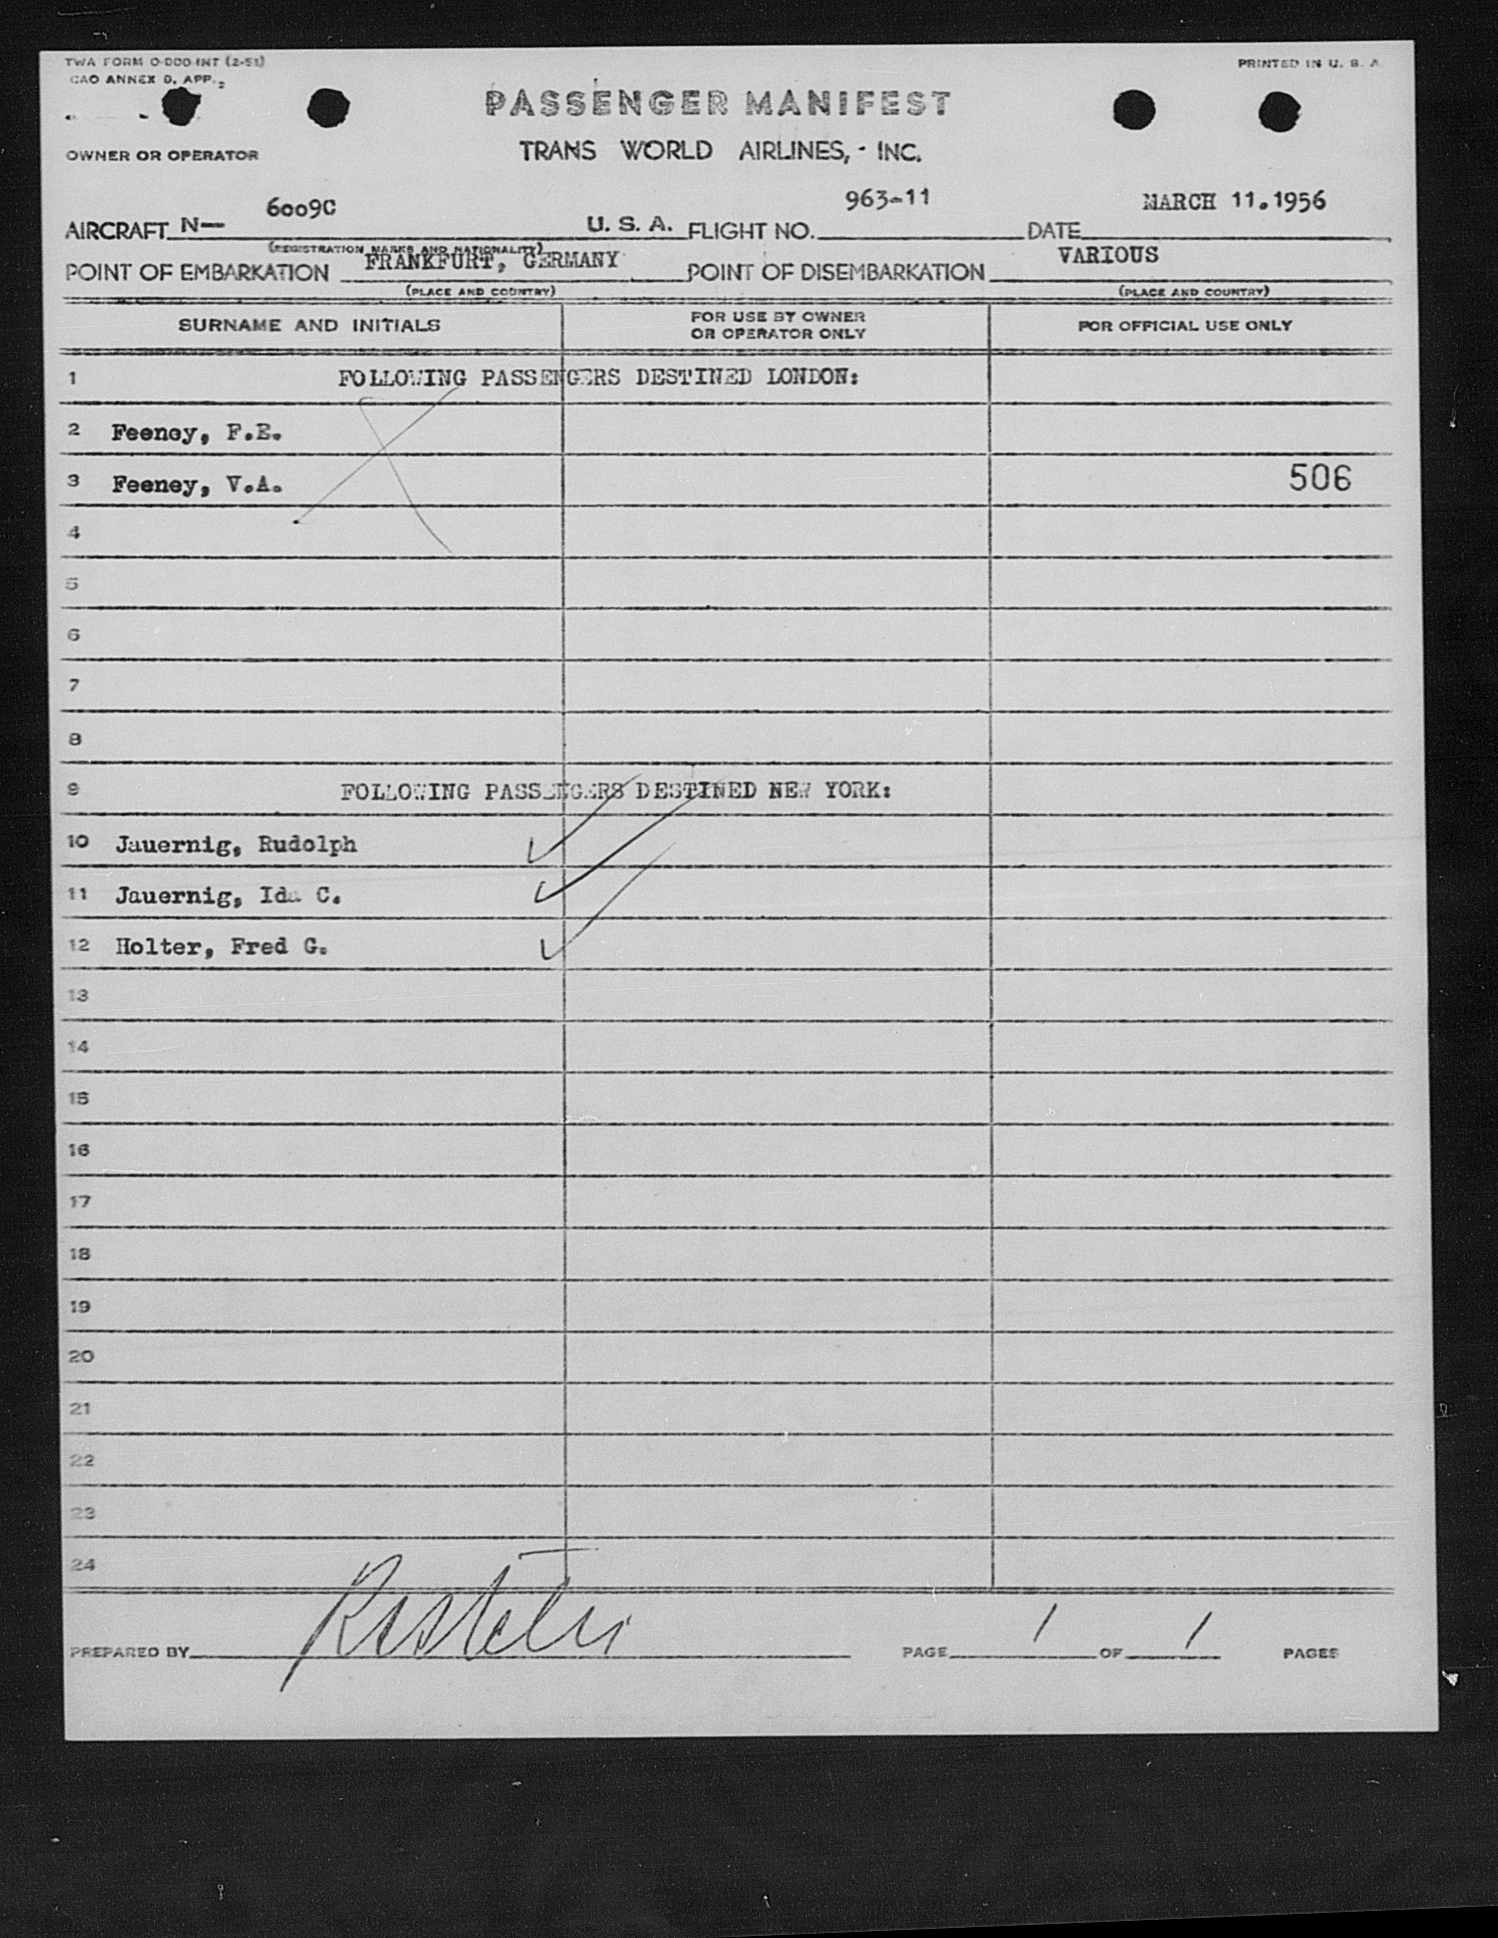 TWA FORM O-000-INT (2-51)
PRINTED IN U. S. A.
CAO ANNEX 9, APP. 2
PASSENGER MANIFEST
OWNER OR OPERATOR
TRANS WORLD AIRLINES, - INC.
AIRCRAFT N— 6009C U. S. A. FLIGHT NO. 963-11 DATE MARCH 11.1956
(REGISTRATION MARKS AND NATIONALITY)
POINT OF EMBARKATION FRANKFURT, GERMANY POINT OF DISEMBARKATION VARIOUS
(PLACE AND COUNTRY) (PLACE AND COUNTRY)
SURNAME AND INITIALS FOR USE BY OWNER OR OPERATOR ONLY FOR OFFICIAL USE ONLY
1 FOLLOWING PASSENGERS DESTINED LONDON:
2 Feeney, F.E.
3 Feeney, V.A. 506
4
5
6
7
8
9 FOLLOWING PASSENGERS DESTINED NEW YORK:
10 Jauernig, Rudolph
11 Jauernig, Ida C.
12 Holter, Fred G.
13
14
15
16
17
18
19
20
21
22
23
24
PREPARED BY PAGE 1 OF 1 PAGES